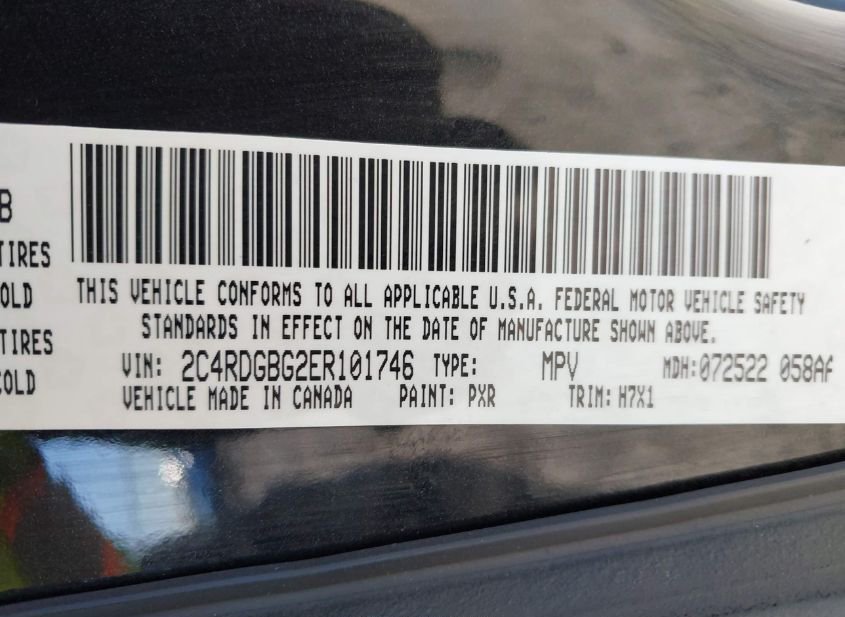 B
TIRES
OLD
TIRES
COLD
THIS VEHICLE CONFORMS TO ALL APPLICABLE U.S.A. FEDERAL MOTOR VEHICLE SAFETY
STANDARDS IN EFFECT ON THE DATE OF MANUFACTURE SHOWN ABOVE.
VIN: 2C4RDGBG2ER101746 TYPE: MPV MDH:072522 058AF
VEHICLE MADE IN CANADA PAINT: PXR TRIM: H7X1